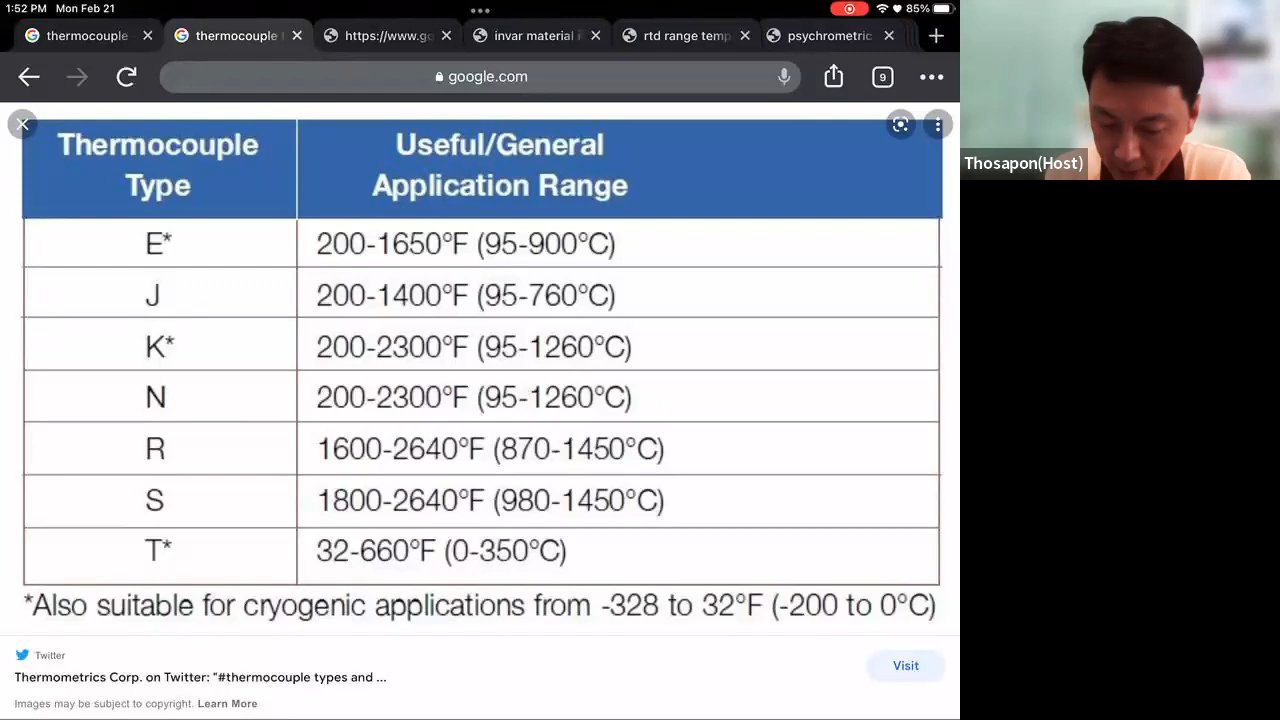 1:52 PM Mon Feb 21
85%
thermocouple
thermocouple
https://www.go
invar material
rtd range temp
psychrometric
google.com
9
Thermocouple Type
Useful/General Application Range
E* 200-1650°F (95-900°C)
J 200-1400°F (95-760°C)
K* 200-2300°F (95-1260°C)
N 200-2300°F (95-1260°C)
R 1600-2640°F (870-1450°C)
S 1800-2640°F (980-1450°C)
T* 32-660°F (0-350°C)
*Also suitable for cryogenic applications from -328 to 32°F (-200 to 0°C)
Twitter
Thermometrics Corp. on Twitter: "#thermocouple types and ...
Visit
Images may be subject to copyright. Learn More
Thosapon(Host)